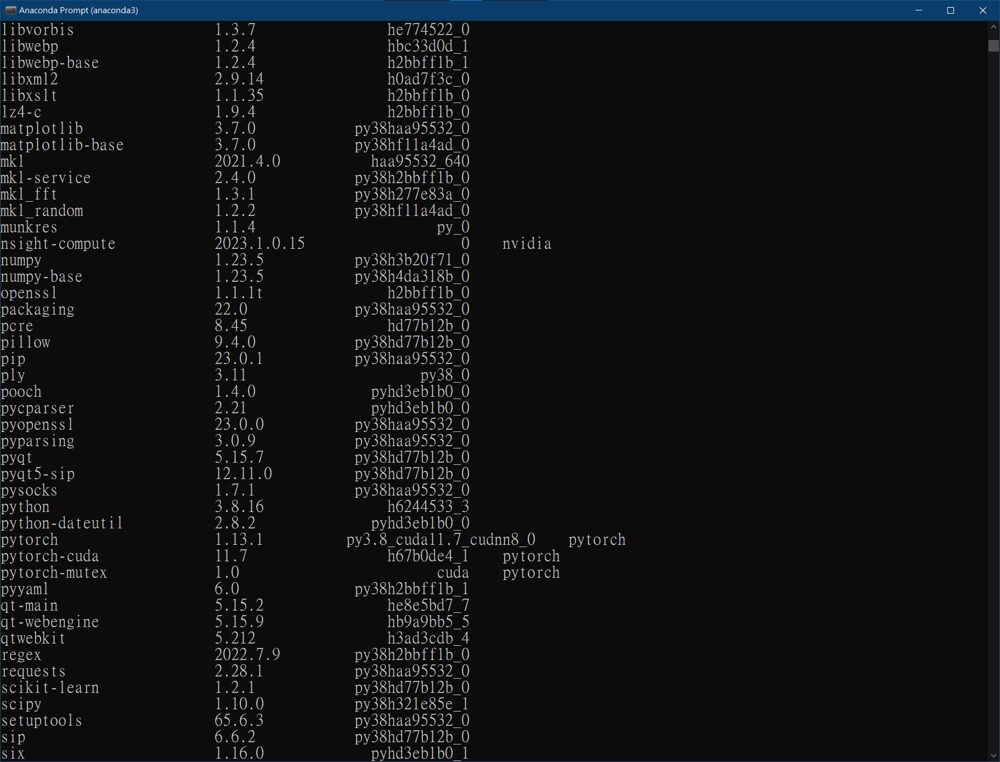 Anaconda Prompt (anaconda3)
libvorbis 1.3.7 he774522_0
libwebp 1.2.4 hbc33d0d_1
libwebp-base 1.2.4 h2bbff1b_1
libxml2 2.9.14 h0ad7f3c_0
libxslt 1.1.35 h2bbff1b_0
lz4-c 1.9.4 h2bbff1b_0
matplotlib 3.7.0 py38haa95532_0
matplotlib-base 3.7.0 py38hf11a4ad_0
mkl 2021.4.0 haa95532_640
mkl-service 2.4.0 py38h2bbff1b_0
mkl_fft 1.3.1 py38h277e83a_0
mkl_random 1.2.2 py38hf11a4ad_0
munkres 1.1.4 py_0
nsight-compute 2023.1.0.15 0 nvidia
numpy 1.23.5 py38h3b20f71_0
numpy-base 1.23.5 py38h4da318b_0
openssl 1.1.1t h2bbff1b_0
packaging 22.0 py38haa95532_0
pcre 8.45 hd77b12b_0
pillow 9.4.0 py38hd77b12b_0
pip 23.0.1 py38haa95532_0
ply 3.11 py38_0
pooch 1.4.0 pyhd3eb1b0_0
pycparser 2.21 pyhd3eb1b0_0
pyopenssl 23.0.0 py38haa95532_0
pyparsing 3.0.9 py38haa95532_0
pyqt 5.15.7 py38hd77b12b_0
pyqt5-sip 12.11.0 py38hd77b12b_0
pysocks 1.7.1 py38haa95532_0
python 3.8.16 h6244533_3
python-dateutil 2.8.2 pyhd3eb1b0_0
pytorch 1.13.1 py3.8_cuda11.7_cudnn8_0 pytorch
pytorch-cuda 11.7 h67b0de4_1 pytorch
pytorch-mutex 1.0 cuda pytorch
pyyaml 6.0 py38h2bbff1b_1
qt-main 5.15.2 he8e5bd7_7
qt-webengine 5.15.9 hb9a9bb5_5
qtwebkit 5.212 h3ad3cdb_4
regex 2022.7.9 py38h2bbff1b_0
requests 2.28.1 py38haa95532_0
scikit-learn 1.2.1 py38hd77b12b_0
scipy 1.10.0 py38h321e85e_1
setuptools 65.6.3 py38haa95532_0
sip 6.6.2 py38hd77b12b_0
six 1.16.0 pyhd3eb1b0_1